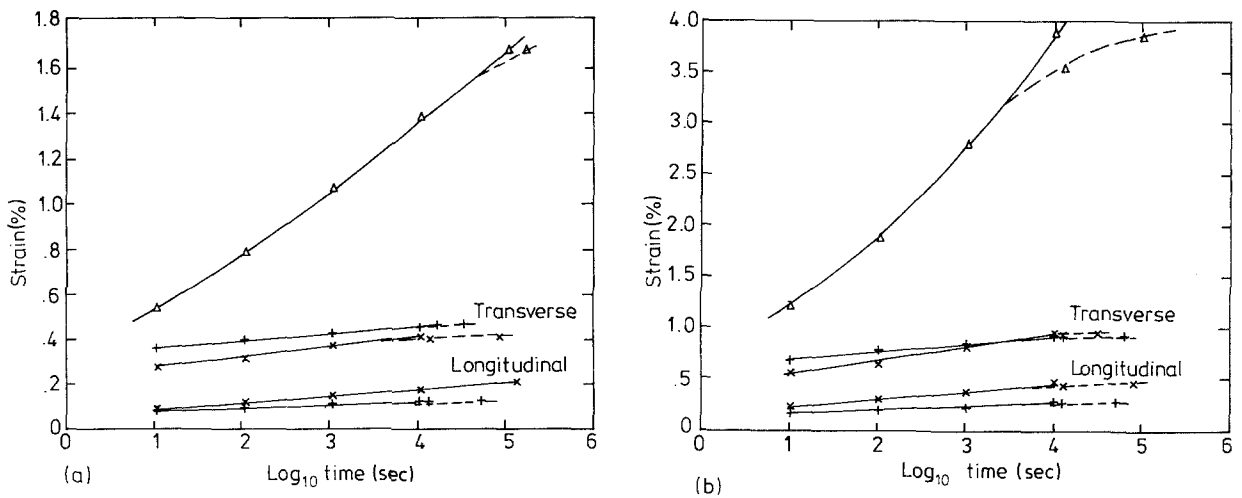 1.8
1.6
1.4
1.2
1.0
.8
.6
.4
.2
0
Strain(%)
Transverse
Longitudinal
0 1 2 3 4 5 6
Log10 time (sec)
(a)
4.0
3.5
3.0
2.5
2.0
1.5
1.0
.5
0
Strain (%)
Transverse
Longitudinal
0 1 2 3 4 5 6
Log10 time (sec)
(b)